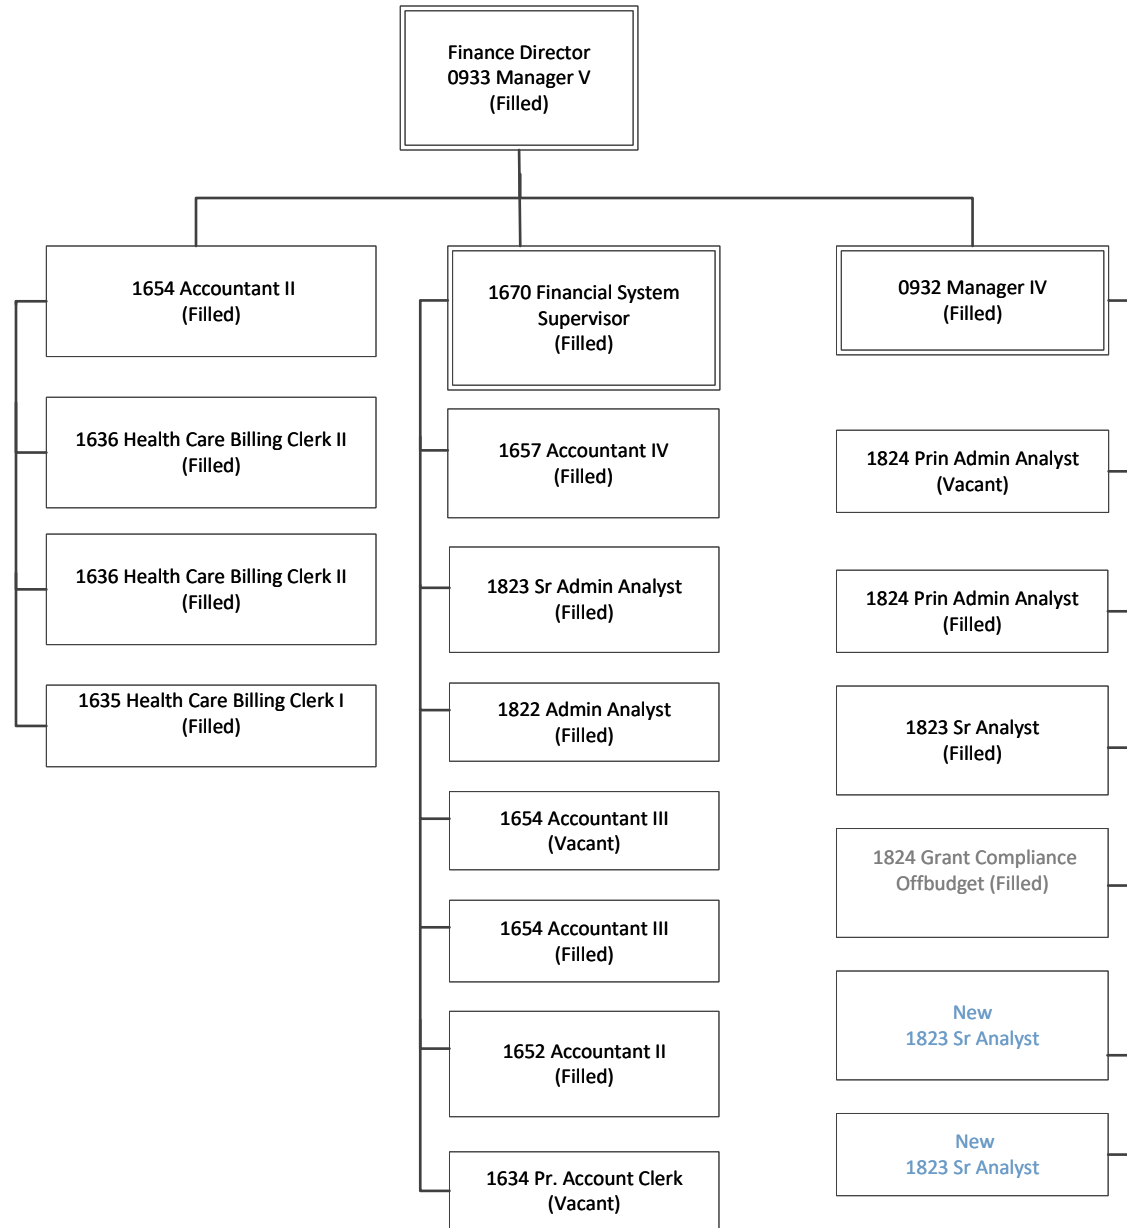 Finance Director
0933 Manager V
(Filled)
1654 Accountant II
(Filled)
1636 Health Care Billing Clerk II
(Filled)
1636 Health Care Billing Clerk II
(Filled)
1635 Health Care Billing Clerk I
(Filled)
1670 Financial System
Supervisor
(Filled)
1657 Accountant IV
(Filled)
1823 Sr Admin Analyst
(Filled)
1822 Admin Analyst
(Filled)
1654 Accountant III
(Vacant)
1654 Accountant III
(Filled)
1652 Accountant II
(Filled)
1634 Pr. Account Clerk
(Vacant)
0932 Manager IV
(Filled)
1824 Prin Admin Analyst
(Vacant)
1824 Prin Admin Analyst
(Filled)
1823 Sr Analyst
(Filled)
1824 Grant Compliance
Offbudget (Filled)
New
1823 Sr Analyst
New
1823 Sr Analyst